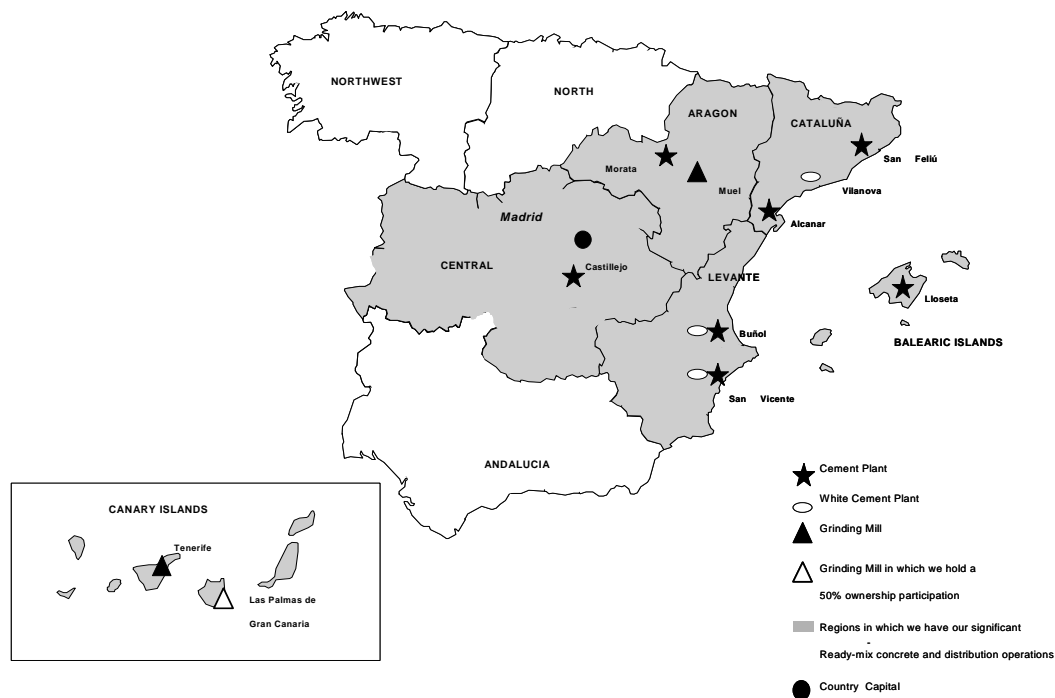 NORTHWEST
NORTH
ARAGON
CATALUÑA
San Feliú
Morata
Muel
Vilanova
Madrid
Alcanar
CENTRAL
Castillejo
LEVANTE
Lloseta
Buñol
BALEARIC ISLANDS
San Vicente
ANDALUCIA
CANARY ISLANDS
Tenerife
Las Palmas de
Gran Canaria
Cement Plant
White Cement Plant
Grinding Mill
Grinding Mill in which we hold a
50% ownership participation
Regions in which we have our significant
-
Ready-mix concrete and distribution operations
Country Capital